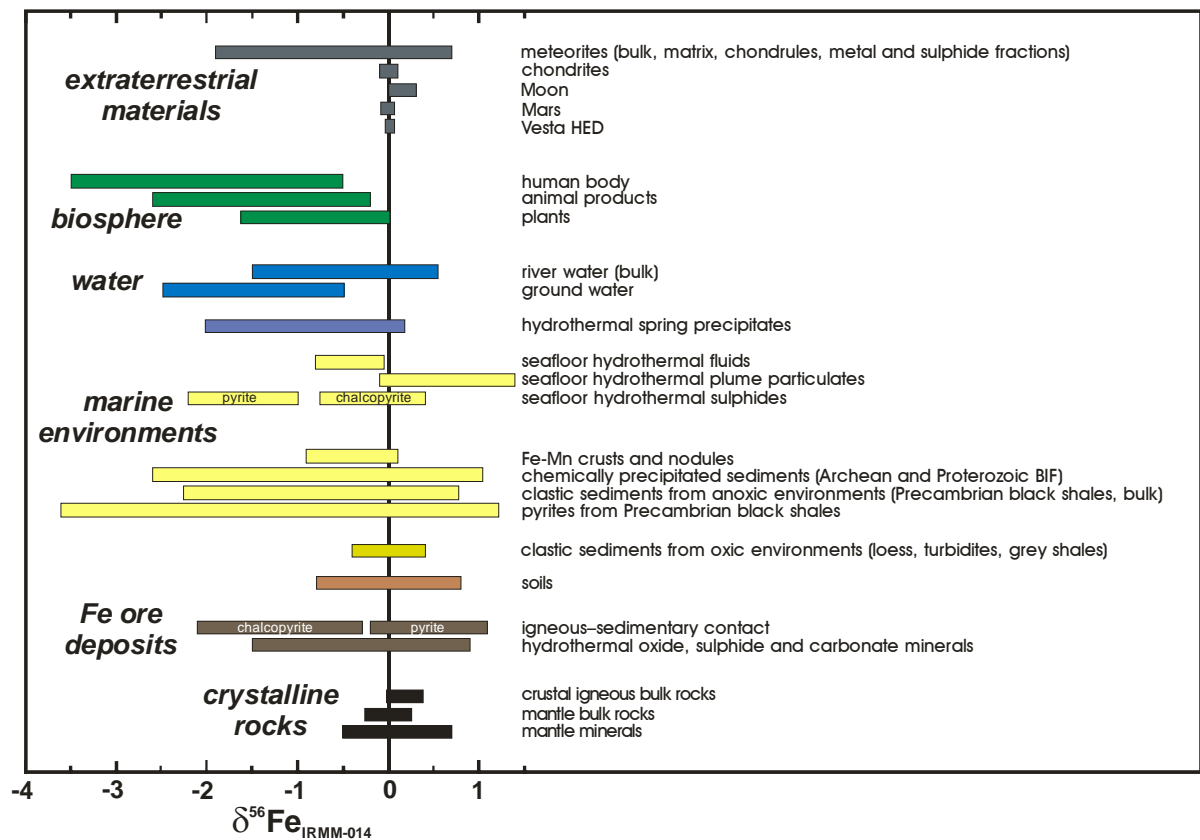 extraterrestrial
materials
meteorites (bulk, matrix, chondrules, metal and sulphide fractions)
chondrites
Moon
Mars
Vesta HED
biosphere
human body
animal products
plants
water
river water (bulk)
ground water
hydrothermal spring precipitates
marine
environments
seafloor hydrothermal fluids
seafloor hydrothermal plume particulates
pyrite
chalcopyrite
seafloor hydrothermal sulphides
Fe-Mn crusts and nodules
chemically precipitated sediments (Archean and Proterozoic BIF)
clastic sediments from anoxic environments (Precambrian black shales, bulk)
pyrites from Precambrian black shales
clastic sediments from oxic environments (loess, turbidites, grey shales)
soils
Fe ore
deposits
chalcopyrite
pyrite
igneous–sedimentary contact
hydrothermal oxide, sulphide and carbonate minerals
crystalline
rocks
crustal igneous bulk rocks
mantle bulk rocks
mantle minerals
-4 -3 -2 -1 0 1
δ⁵⁶Fe IRMM-014